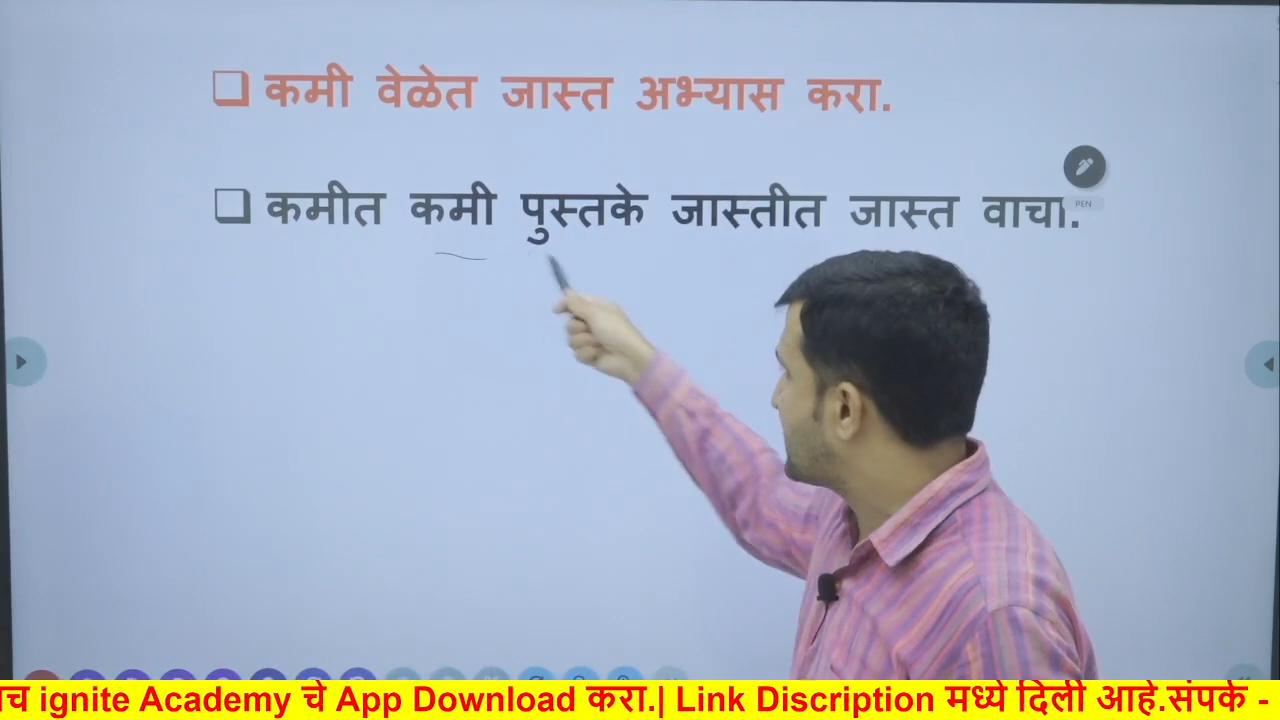 कमी वेळेत जास्त अभ्यास करा.
PEN
कमीत कमी पुस्तके जास्तीत जास्त वाचा.
ignite Academy चे App Download करा.| Link Discription मध्ये दिली आहे.संपर्क -